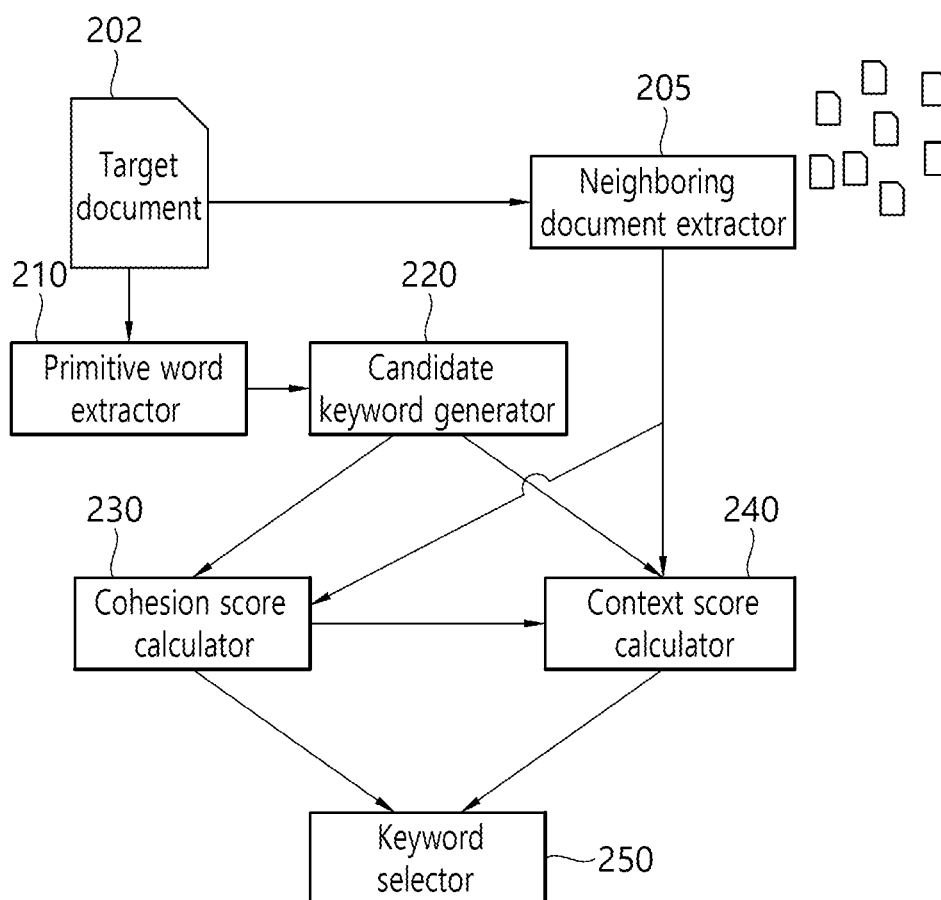 202
205
Target
document
Neighboring
document extractor
210
220
Primitive word
extractor
Candidate
keyword generator
230
240
Cohesion score
calculator
Context score
calculator
Keyword
selector
250